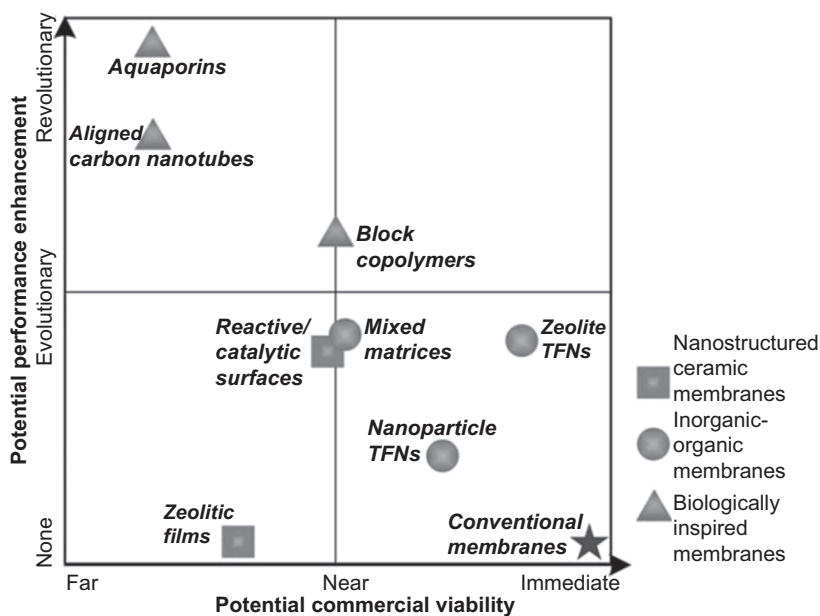 Potential performance enhancement
Revolutionary
Evolutionary
None
Aquaporins
Aligned
carbon nanotubes
Block
copolymers
Reactive/
catalytic
surfaces
Mixed
matrices
Zeolite
TFNs
Nanoparticle
TFNs
Zeolitic
films
Conventional
membranes
Far
Near
Immediate
Potential commercial viability
Nanostructured
ceramic
membranes
Inorganic-
organic
membranes
Biologically
inspired
membranes